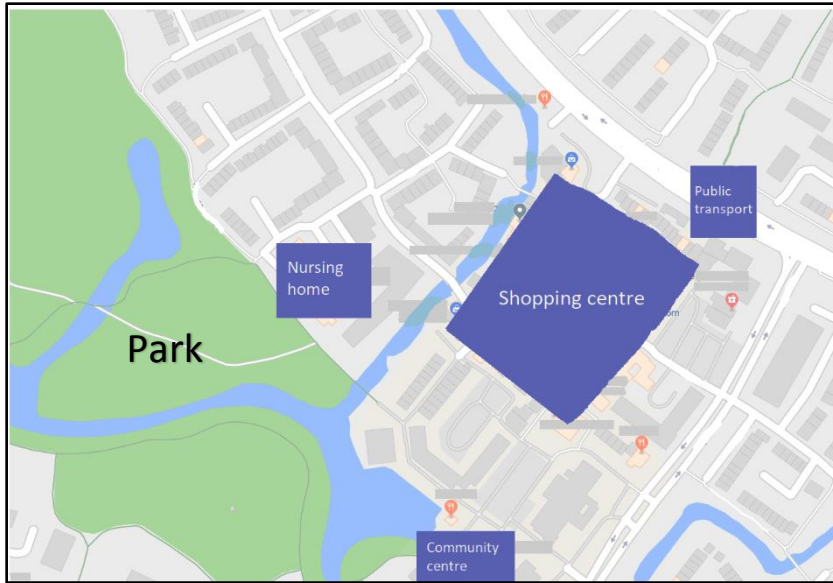 Public
transport
Nursing
home
Shopping centre
Park
Community
centre